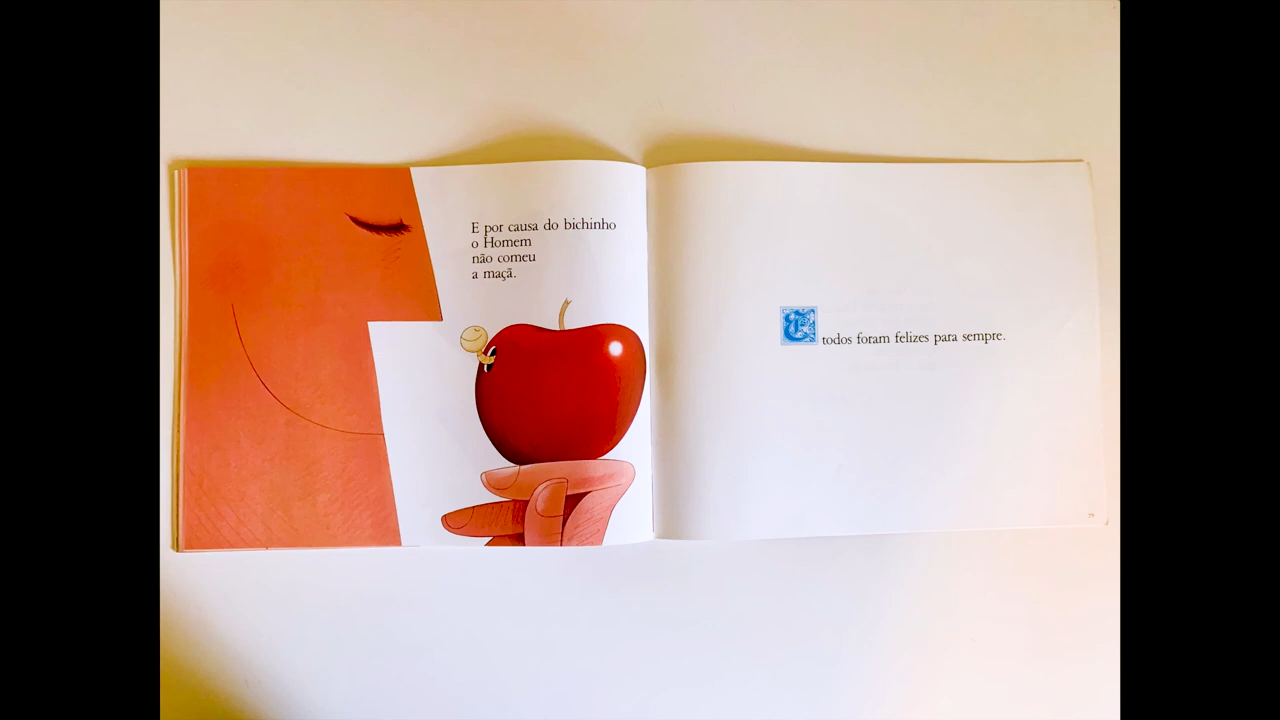 E por causa do bichinho
o Homem
não comeu
a maçã.
E todos foram felizes para sempre.